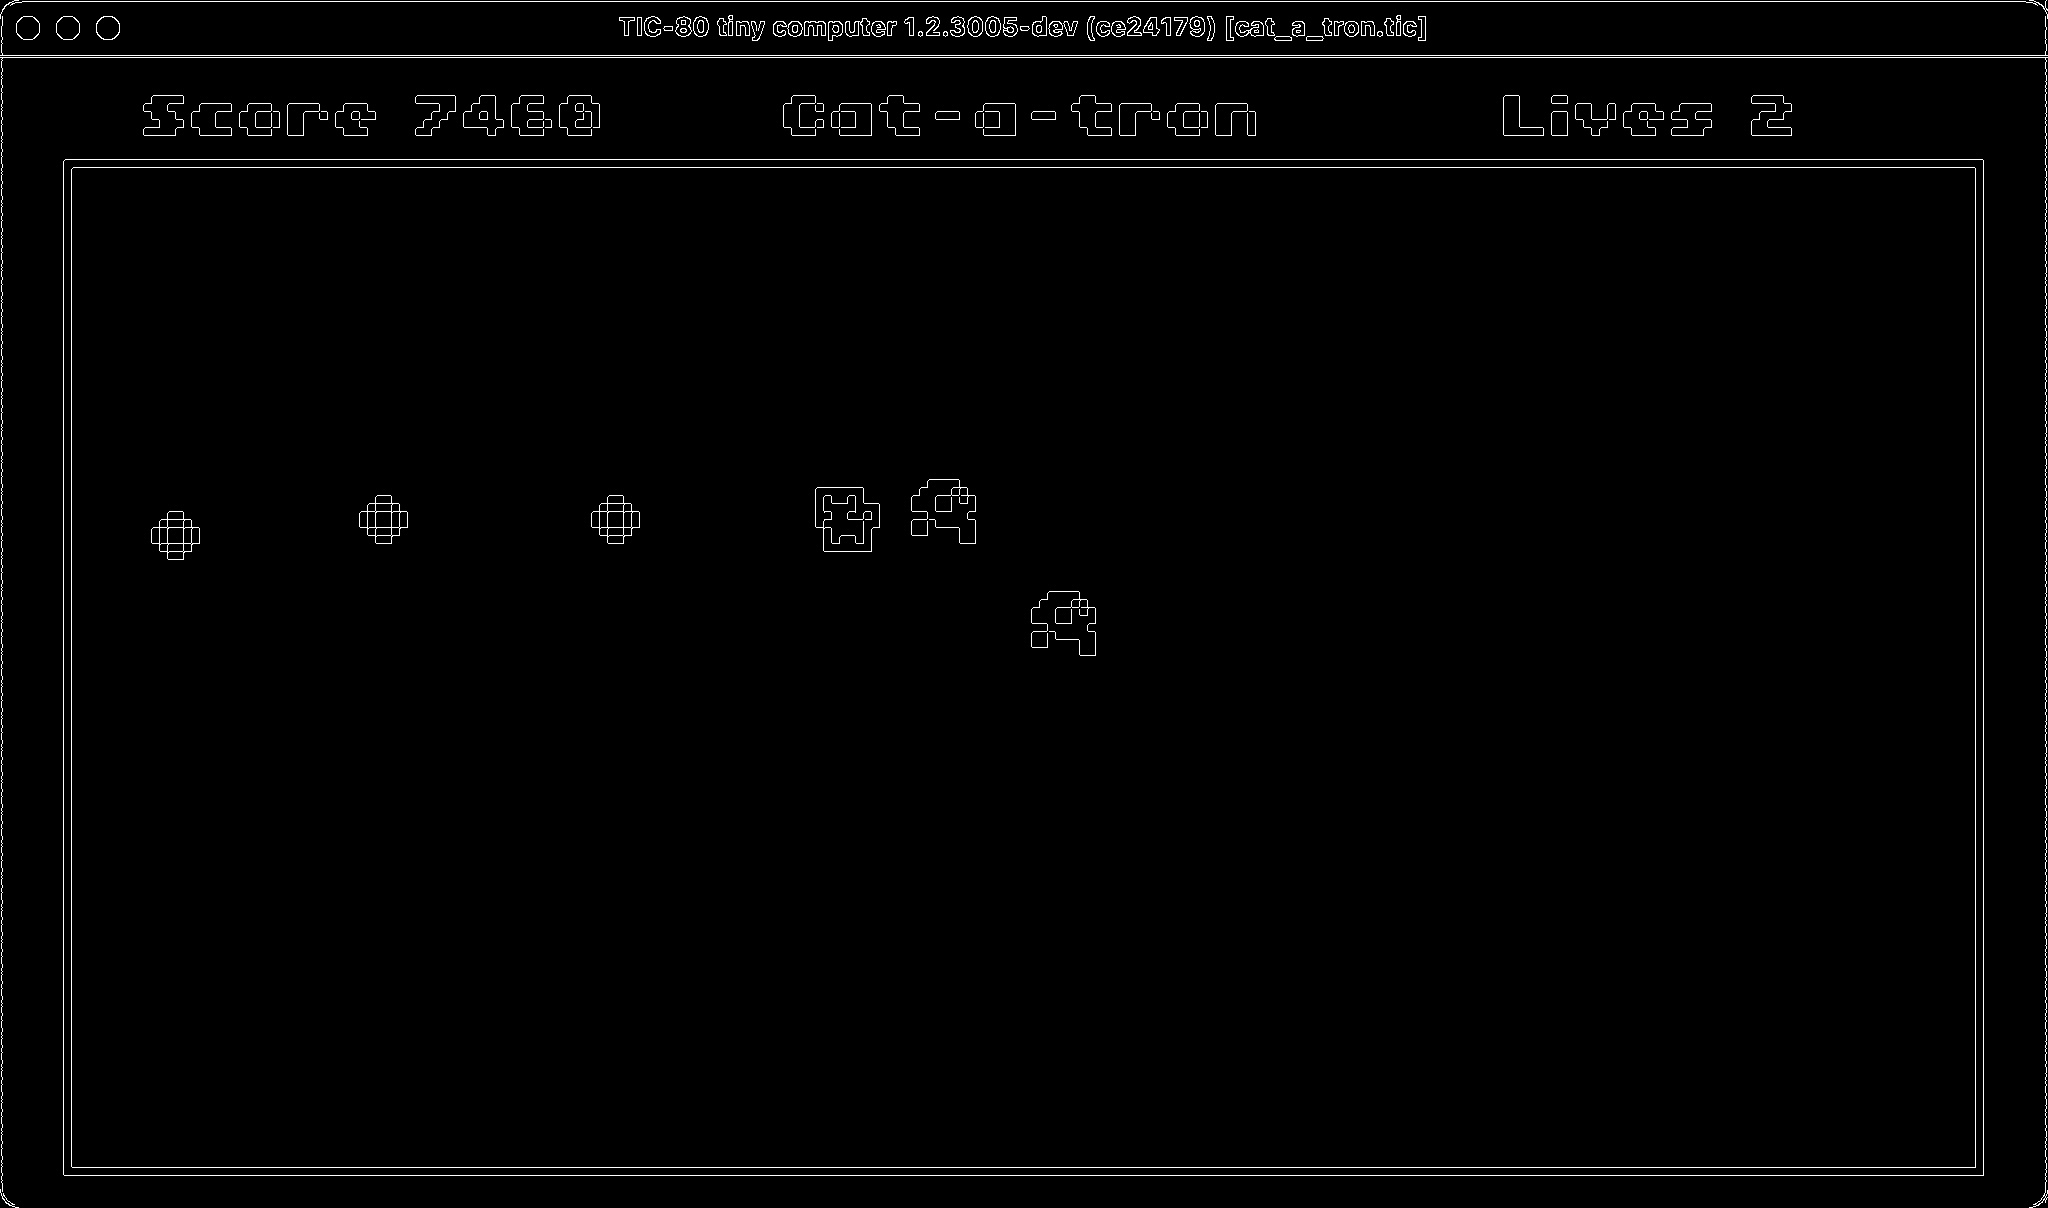 TIC-80 tiny computer 1.2.3005-dev (ce24179) [cat_a_tron.tic]
Score 7460 Cat-a-tron Lives 2